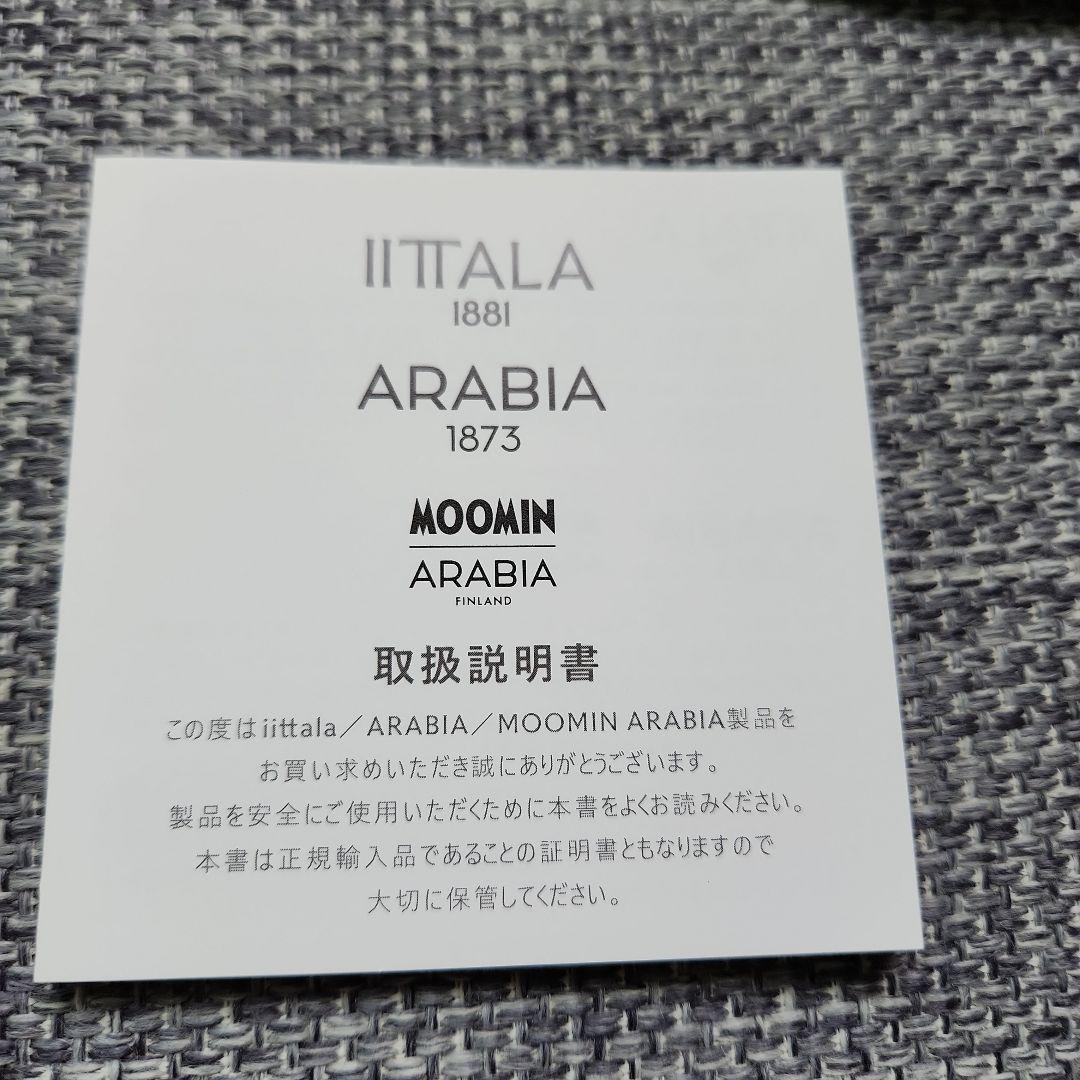 IITTALA
1881
ARABIA
1873
MOOMIN
ARABIA
FINLAND
取扱説明書
この度はiittala／ARABIA／MOOMIN ARABIA製品を
お買い求めいただき誠にありがとうございます。
製品を安全にご使用いただくために本書をよくお読みください。
本書は正規輸入品であることの証明書ともなりますので
大切に保管してください。